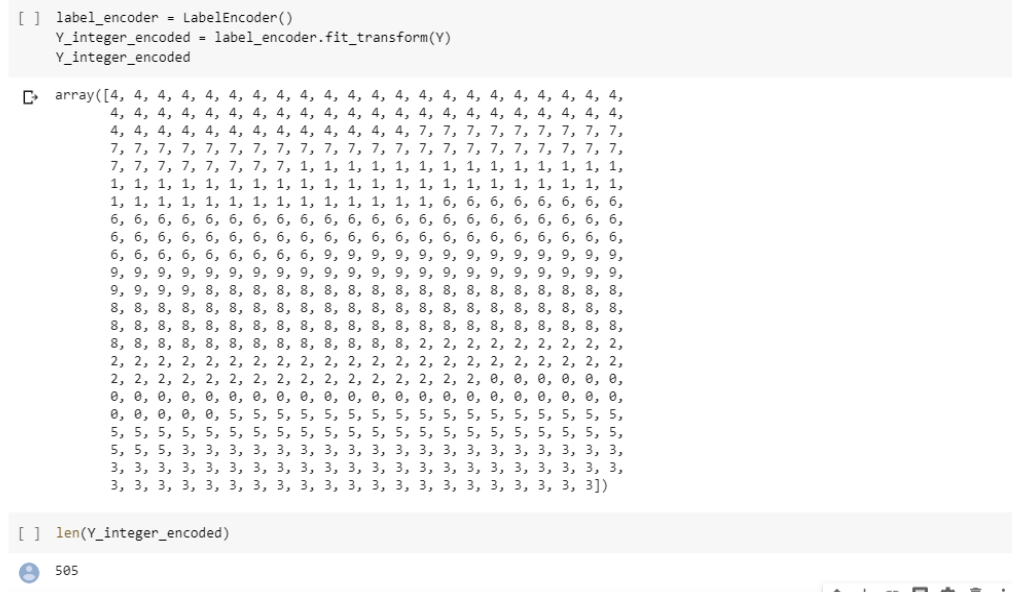 [ ] label_encoder = LabelEncoder()
Y_integer_encoded = label_encoder.fit_transform(Y)
Y_integer_encoded
array([4, 4, 4, 4, 4, 4, 4, 4, 4, 4, 4, 4, 4, 4, 4, 4, 4, 4, 4, 4, 4, 4,
4, 4, 4, 4, 4, 4, 4, 4, 4, 4, 4, 4, 4, 4, 4, 4, 4, 4, 4, 4, 4, 4,
4, 4, 4, 4, 4, 4, 4, 4, 4, 4, 4, 4, 4, 7, 7, 7, 7, 7, 7, 7, 7, 7,
7, 7, 7, 7, 7, 7, 7, 7, 7, 7, 7, 7, 7, 7, 7, 7, 7, 7, 7, 7, 7, 7,
7, 7, 7, 7, 7, 7, 7, 7, 1, 1, 1, 1, 1, 1, 1, 1, 1, 1, 1, 1, 1, 1,
1, 1, 1, 1, 1, 1, 1, 1, 1, 1, 1, 1, 1, 1, 1, 1, 1, 1, 1, 1, 1, 1,
1, 1, 1, 1, 1, 1, 1, 1, 1, 1, 1, 1, 1, 1, 6, 6, 6, 6, 6, 6, 6, 6,
6, 6, 6, 6, 6, 6, 6, 6, 6, 6, 6, 6, 6, 6, 6, 6, 6, 6, 6, 6, 6, 6,
6, 6, 6, 6, 6, 6, 6, 6, 6, 6, 6, 6, 6, 6, 6, 6, 6, 6, 6, 6, 6, 6,
6, 6, 6, 6, 6, 6, 6, 6, 6, 9, 9, 9, 9, 9, 9, 9, 9, 9, 9, 9, 9, 9,
9, 9, 9, 9, 9, 9, 9, 9, 9, 9, 9, 9, 9, 9, 9, 9, 9, 9, 9, 9, 9, 9,
9, 9, 9, 9, 8, 8, 8, 8, 8, 8, 8, 8, 8, 8, 8, 8, 8, 8, 8, 8, 8, 8,
8, 8, 8, 8, 8, 8, 8, 8, 8, 8, 8, 8, 8, 8, 8, 8, 8, 8, 8, 8, 8, 8,
8, 8, 8, 8, 8, 8, 8, 8, 8, 8, 8, 8, 8, 8, 8, 8, 8, 8, 8, 8, 8, 8,
8, 8, 8, 8, 8, 8, 8, 8, 8, 8, 8, 8, 8, 2, 2, 2, 2, 2, 2, 2, 2, 2,
2, 2, 2, 2, 2, 2, 2, 2, 2, 2, 2, 2, 2, 2, 2, 2, 2, 2, 2, 2, 2, 2,
2, 2, 2, 2, 2, 2, 2, 2, 2, 2, 2, 2, 2, 2, 2, 2, 0, 0, 0, 0, 0, 0,
0, 0, 0, 0, 0, 0, 0, 0, 0, 0, 0, 0, 0, 0, 0, 0, 0, 0, 0, 0, 0, 0,
0, 0, 0, 0, 0, 5, 5, 5, 5, 5, 5, 5, 5, 5, 5, 5, 5, 5, 5, 5, 5, 5,
5, 5, 5, 5, 5, 5, 5, 5, 5, 5, 5, 5, 5, 5, 5, 5, 5, 5, 5, 5, 5, 5,
5, 5, 5, 3, 3, 3, 3, 3, 3, 3, 3, 3, 3, 3, 3, 3, 3, 3, 3, 3, 3, 3,
3, 3, 3, 3, 3, 3, 3, 3, 3, 3, 3, 3, 3, 3, 3, 3, 3, 3, 3, 3, 3, 3,
3, 3, 3, 3, 3, 3, 3, 3, 3, 3, 3, 3, 3, 3, 3, 3, 3, 3, 3, 3, 3])
[ ] len(Y_integer_encoded)
505